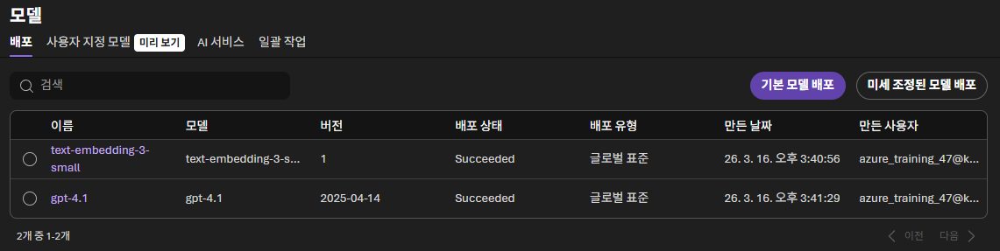 모델
배포 사용자 지정 모델 미리 보기 AI 서비스 일괄 작업
검색 기본 모델 배포 미세 조정된 모델 배포
이름 모델 버전 배포 상태 배포 유형 만든 날짜 만든 사용자
text-embedding-3-
small text-embedding-3-s... 1 Succeeded 글로벌 표준 26. 3. 16. 오후 3:40:56 azure_training_47@k...
gpt-4.1 gpt-4.1 2025-04-14 Succeeded 글로벌 표준 26. 3. 16. 오후 3:41:29 azure_training_47@k...
2개 중 1-2개 이전 다음